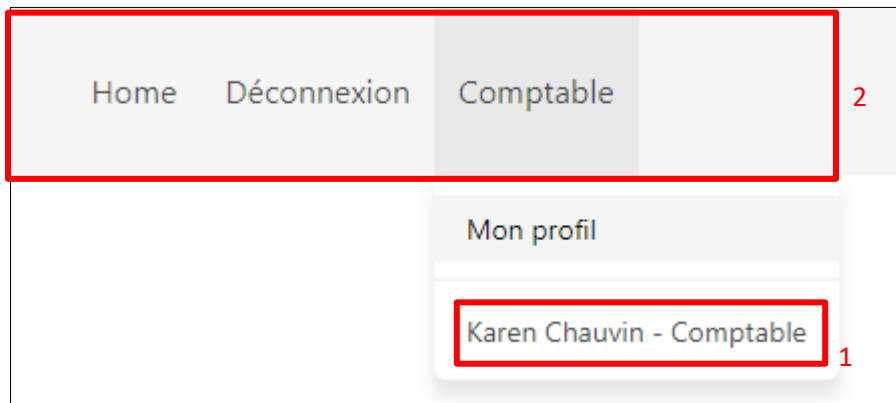 Home Déconnexion Comptable 2
Mon profil
Karen Chauvin - Comptable 1